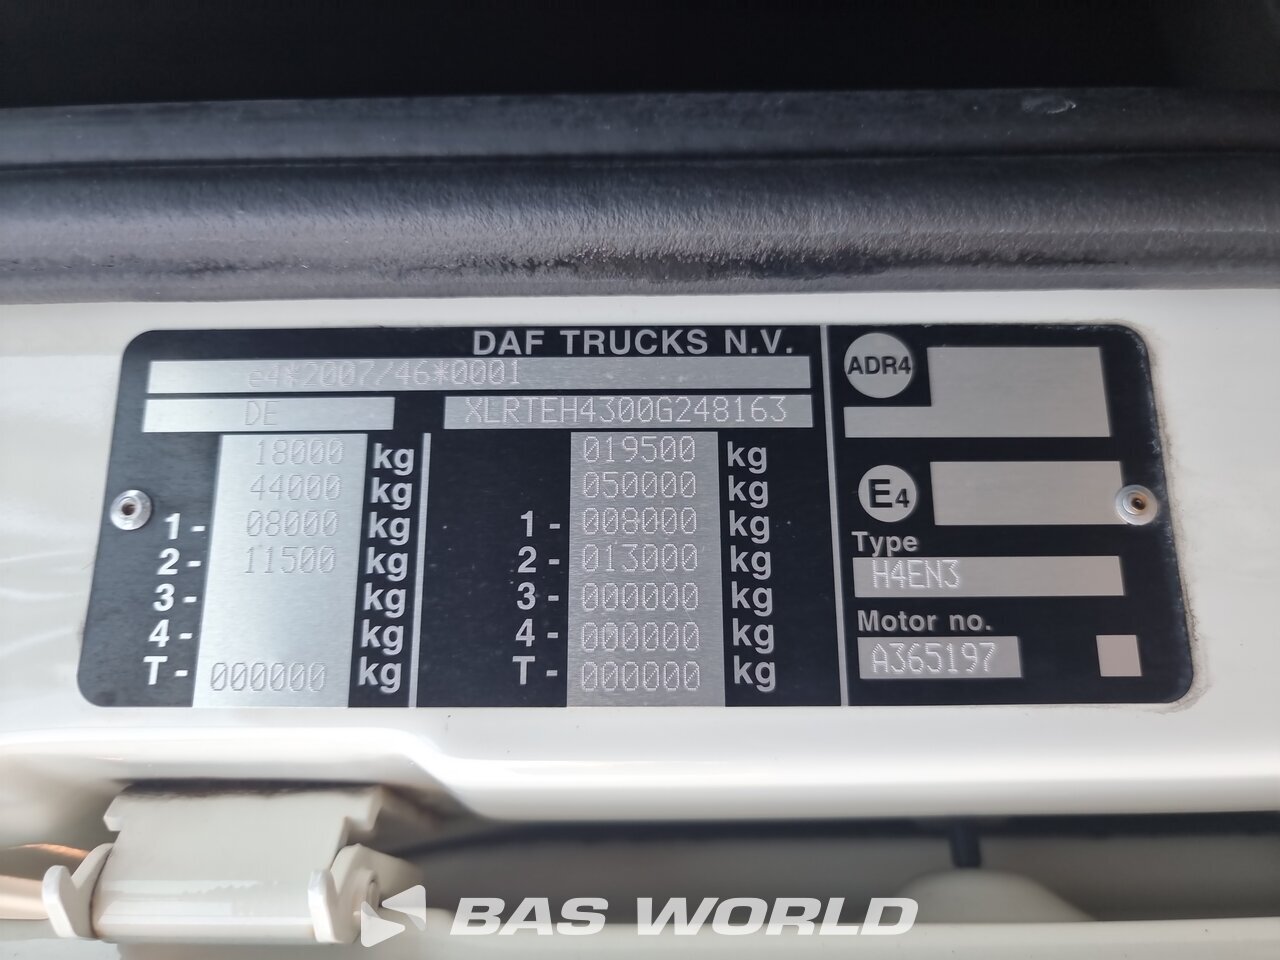 DAF TRUCKS N.V.
e4*2007/46*0001
DE XLRTEH4300G248163
18000 kg 019500 kg
44000 kg 050000 kg
1- 08000 kg 1- 008000 kg
2- 11500 kg 2- 013000 kg
3- kg 3- 000000 kg
4- kg 4- 000000 kg
T- 000000 kg T- 000000 kg
ADR4
E4
Type
H4EN3
Motor no.
A365197
BAS WORLD